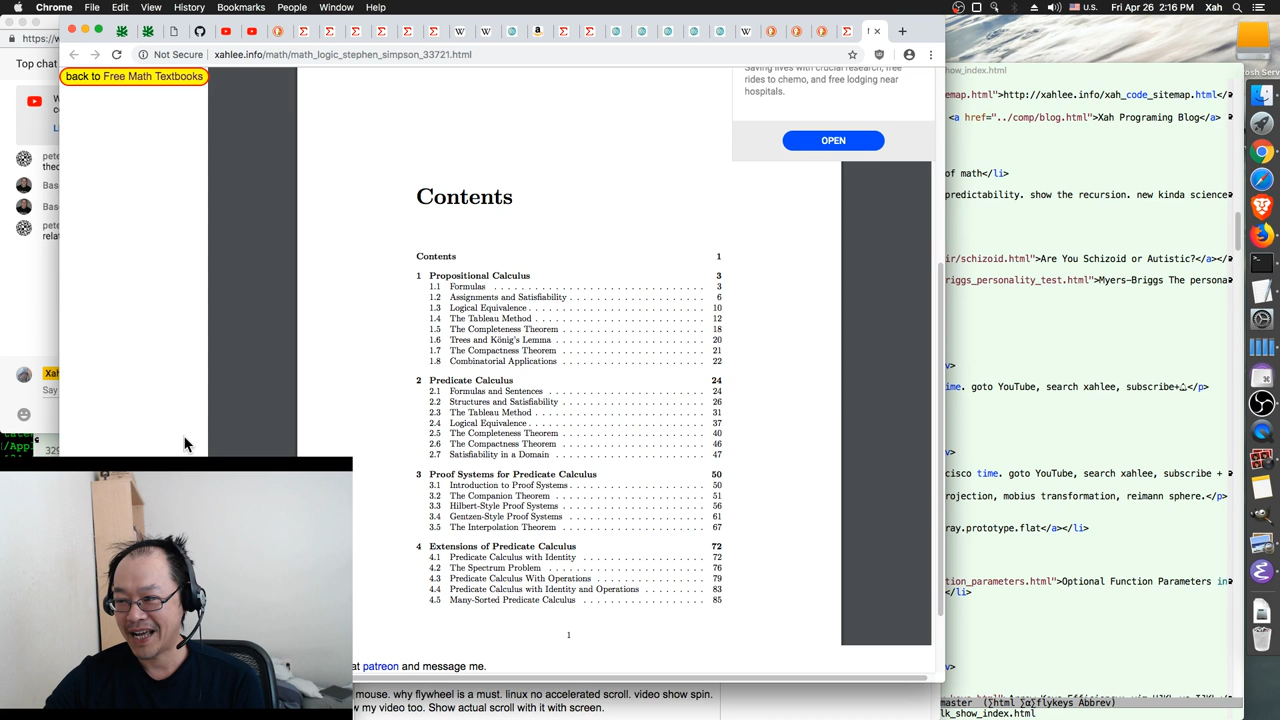 Chrome File Edit View History Bookmarks People Window Help
U.S. Fri Apr 26 2:16 PM Xah
Not Secure xahlee.info/math/math_logic_stephen_simpson_33721.html
https://w
Top chat
back to Free Math Textbooks
Saving lives with crucial research, free
rides to chemo, and free lodging near
hospitals.
OPEN
Contents
Contents 1
1 Propositional Calculus 3
1.1 Formulas 3
1.2 Assignments and Satisfiability 6
1.3 Logical Equivalence 10
1.4 The Tableau Method 12
1.5 The Completeness Theorem 18
1.6 Trees and König's Lemma 20
1.7 The Compactness Theorem 21
1.8 Combinatorial Applications 22
2 Predicate Calculus 24
2.1 Formulas and Sentences 24
2.2 Structures and Satisfiability 26
2.3 The Tableau Method 31
2.4 Logical Equivalence 37
2.5 The Completeness Theorem 40
2.6 The Compactness Theorem 46
2.7 Satisfiability in a Domain 47
3 Proof Systems for Predicate Calculus 50
3.1 Introduction to Proof Systems 50
3.2 The Companion Theorem 51
3.3 Hilbert-Style Proof Systems 56
3.4 Gentzen-Style Proof Systems 61
3.5 The Interpolation Theorem 67
4 Extensions of Predicate Calculus 72
4.1 Predicate Calculus with Identity 72
4.2 The Spectrum Problem 76
4.3 Predicate Calculus With Operations 79
4.4 Predicate Calculus with Identity and Operations 83
4.5 Many-Sorted Predicate Calculus 85
1
at patreon and message me.
mouse. why flywheel is a must. linux no accelerated scroll. video show spin.
w my video too. Show actual scroll with it with screen.
pete
theo
Base
Base
pete
relat
Xah
Say
329
how_index.html
emap.html">http://xahlee.info/xah_code_sitemap.html</
<a href="../comp/blog.html">Xah Programing Blog</a>
of math</li>
predictability. show the recursion. new kinda science
ir/schizoid.html">Are You Schizoid or Autistic?</a></
riggs_personality_test.html">Myers-Briggs The persona
v>
ime. goto YouTube, search xahlee, subscribe+</p>
v>
cisco time. goto YouTube, search xahlee, subscribe +
rojection, mobius transformation, reimann sphere.</p>
ray.prototype.flat</a></li>
tion_parameters.html">Optional Function Parameters in
</li>
v>
master
lk_show_index.html